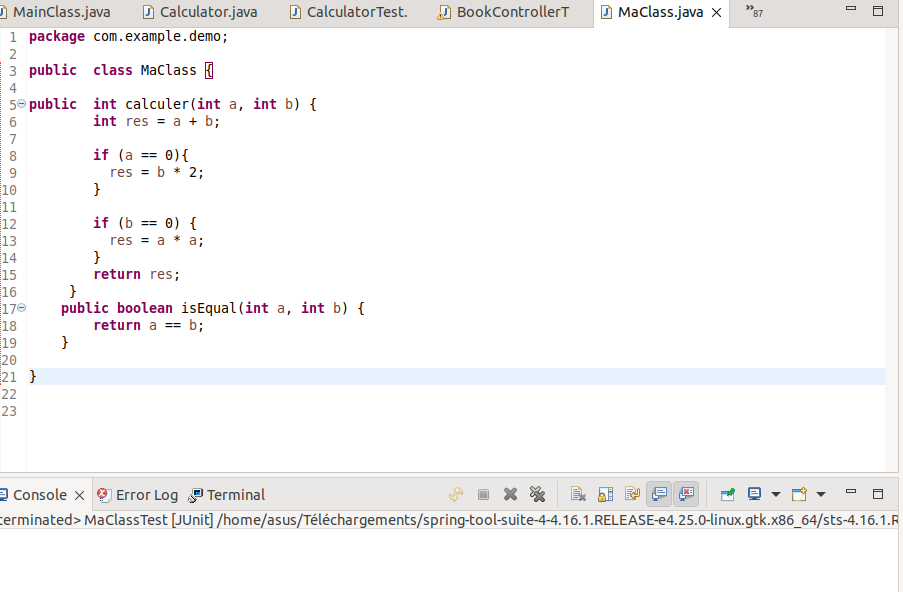 MainClass.java Calculator.java CalculatorTest. BookControllerT MaClass.java »87
1 package com.example.demo;
2
3 public  class MaClass {
4
5 public  int calculer(int a, int b) {
6         int res = a + b;
7
8         if (a == 0){
9           res = b * 2;
10         }
11
12         if (b == 0) {
13           res = a * a;
14         }
15         return res;
16      }
17     public boolean isEqual(int a, int b) {
18         return a == b;
19     }
20
21 }
22
23
Console Error Log Terminal
terminated> MaClassTest [JUnit] /home/asus/Téléchargements/spring-tool-suite-4-4.16.1.RELEASE-e4.25.0-linux.gtk.x86_64/sts-4.16.1.R